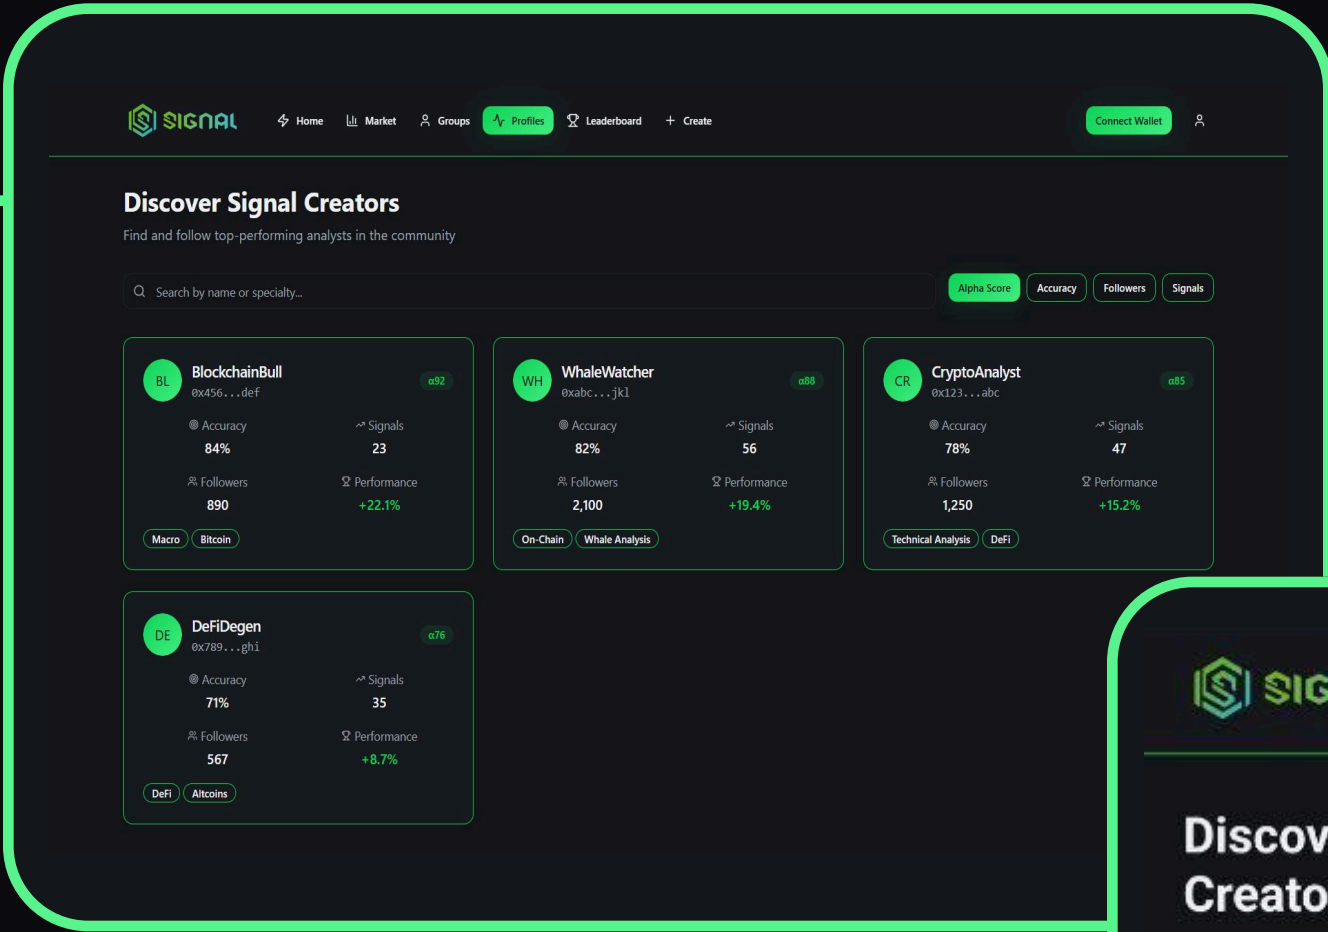 SIGNAL Home Market Groups Profiles Leaderboard + Create Connect Wallet
Discover Signal Creators
Find and follow top-performing analysts in the community
Search by name or specialty... Alpha Score Accuracy Followers Signals
BL BlockchainBull α92
0x456...def
Accuracy Signals
84% 23
Followers Performance
890 +22.1%
Macro Bitcoin
WH WhaleWatcher α88
0xabc...jkl
Accuracy Signals
82% 56
Followers Performance
2,100 +19.4%
On-Chain Whale Analysis
CR CryptoAnalyst α85
0x123...abc
Accuracy Signals
78% 47
Followers Performance
1,250 +15.2%
Technical Analysis DeFi
DE DeFiDegen α76
0x789...ghi
Accuracy Signals
71% 35
Followers Performance
567 +8.7%
DeFi Altcoins
SIG
Discov
Creato